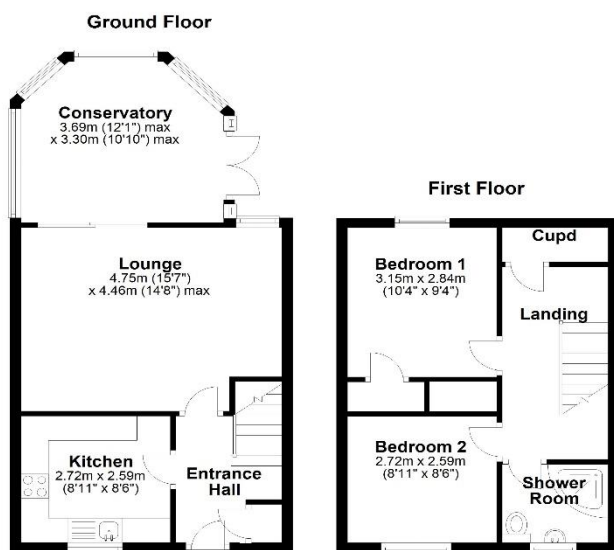 Ground Floor
Conservatory
3.69m (12'1") max
x 3.30m (10'10") max
Lounge
4.75m (15'7")
x 4.46m (14'8") max
Kitchen
2.72m x 2.59m
(8'11" x 8'6")
Entrance
Hall
First Floor
Bedroom 1
3.15m x 2.84m
(10'4" x 9'4")
Cupd
Landing
Bedroom 2
2.72m x 2.59m
(8'11" x 8'6")
Shower
Room